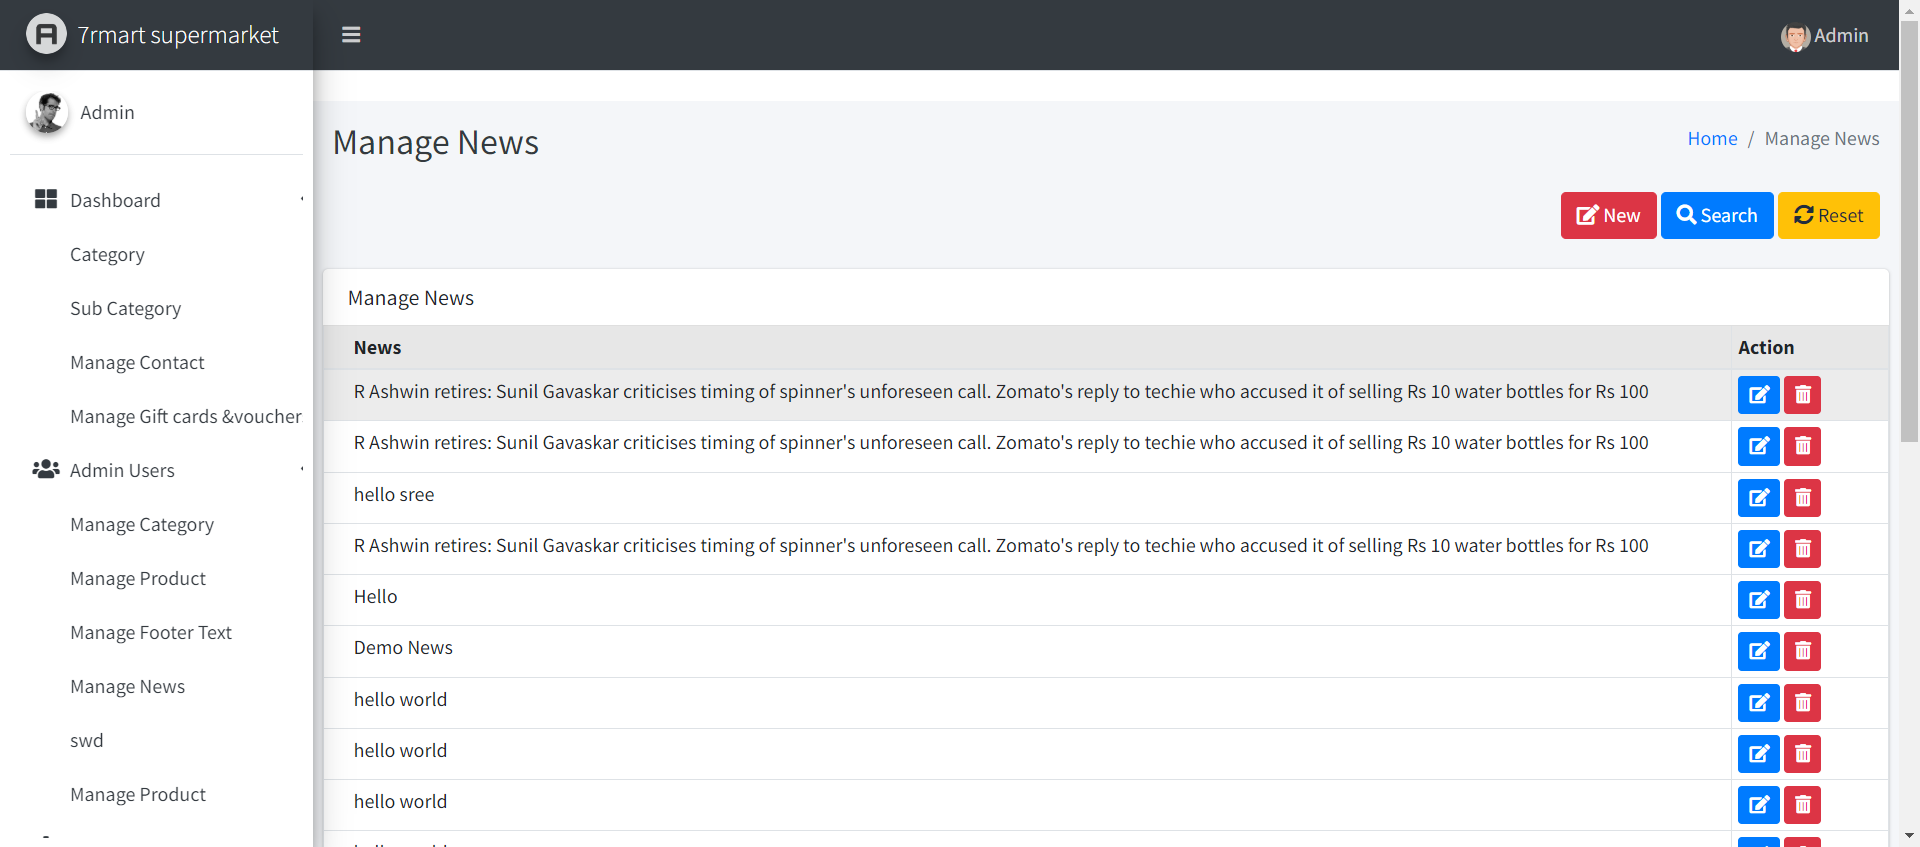 7rmart supermarket
Admin
Admin
Dashboard
Category
Sub Category
Manage Contact
Manage Gift cards &voucher
Admin Users
Manage Category
Manage Product
Manage Footer Text
Manage News
swd
Manage Product
Manage News
Home / Manage News
New Search Reset
Manage News
News Action
R Ashwin retires: Sunil Gavaskar criticises timing of spinner's unforeseen call. Zomato's reply to techie who accused it of selling Rs 10 water bottles for Rs 100
R Ashwin retires: Sunil Gavaskar criticises timing of spinner's unforeseen call. Zomato's reply to techie who accused it of selling Rs 10 water bottles for Rs 100
hello sree
R Ashwin retires: Sunil Gavaskar criticises timing of spinner's unforeseen call. Zomato's reply to techie who accused it of selling Rs 10 water bottles for Rs 100
Hello
Demo News
hello world
hello world
hello world